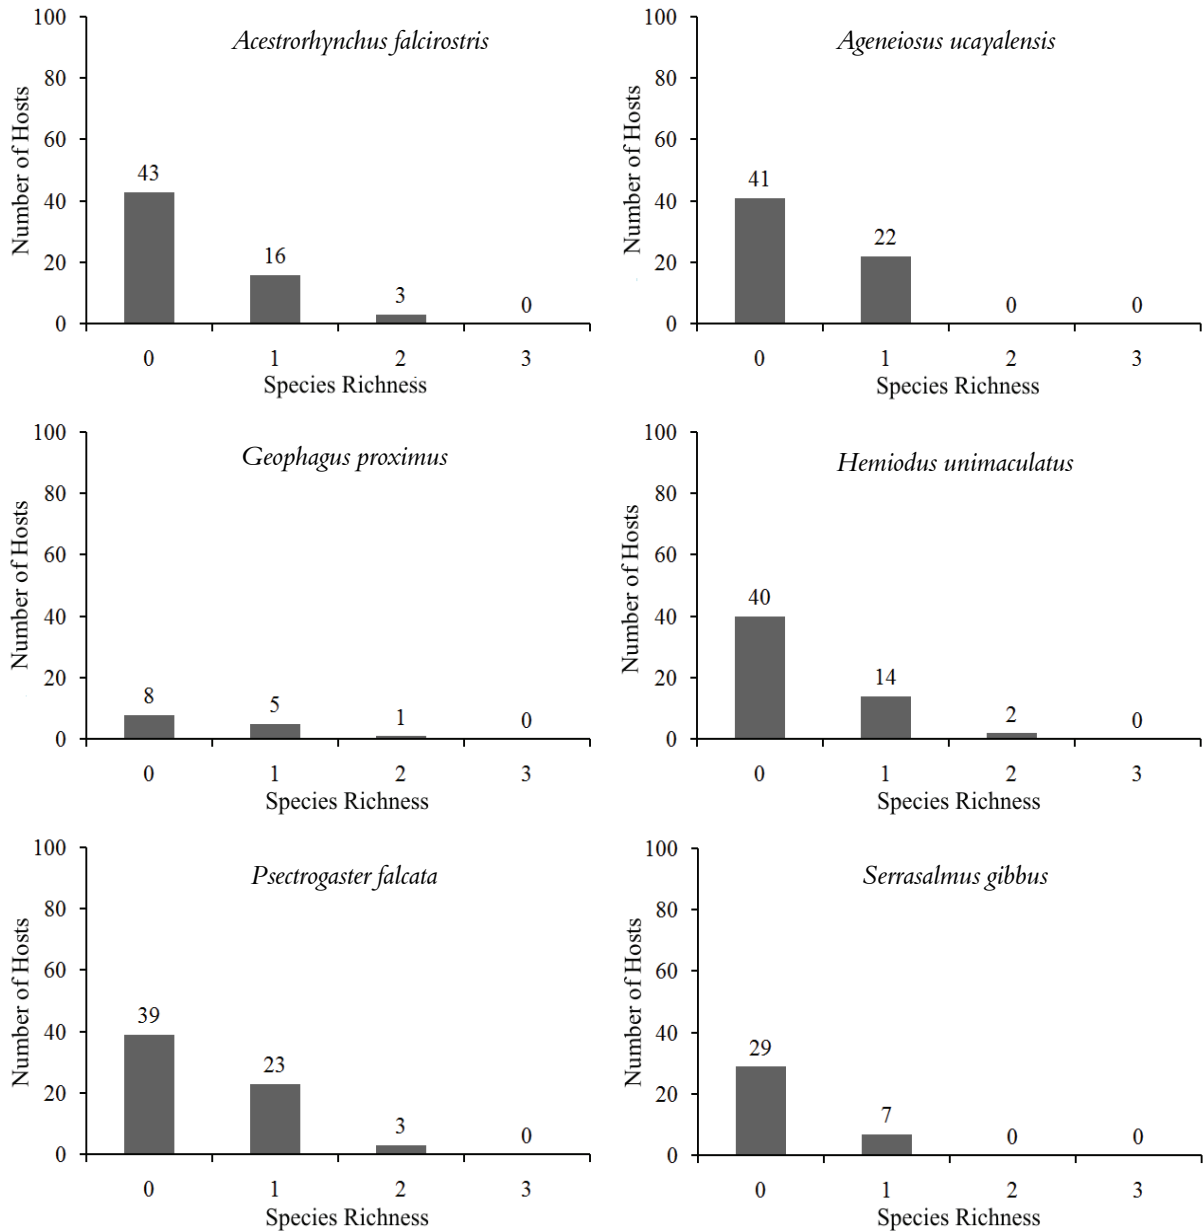 Acestrorhynchus falcirostris
100
80
60
40
20
0
Number of Hosts
43
16
3
0
0 1 2 3
Species Richness
Ageneiosus ucayalensis
100
80
60
40
20
0
Number of Hosts
41
22
0
0
0 1 2 3
Species Richness
Geophagus proximus
100
80
60
40
20
0
Number of Hosts
8
5
1
0
0 1 2 3
Species Richness
Hemiodus unimaculatus
100
80
60
40
20
0
Number of Hosts
40
14
2
0
0 1 2 3
Species Richness
Psectrogaster falcata
100
80
60
40
20
0
Number of Hosts
39
23
3
0
0 1 2 3
Species Richness
Serrasalmus gibbus
100
80
60
40
20
0
Number of Hosts
29
7
0
0
0 1 2 3
Species Richness